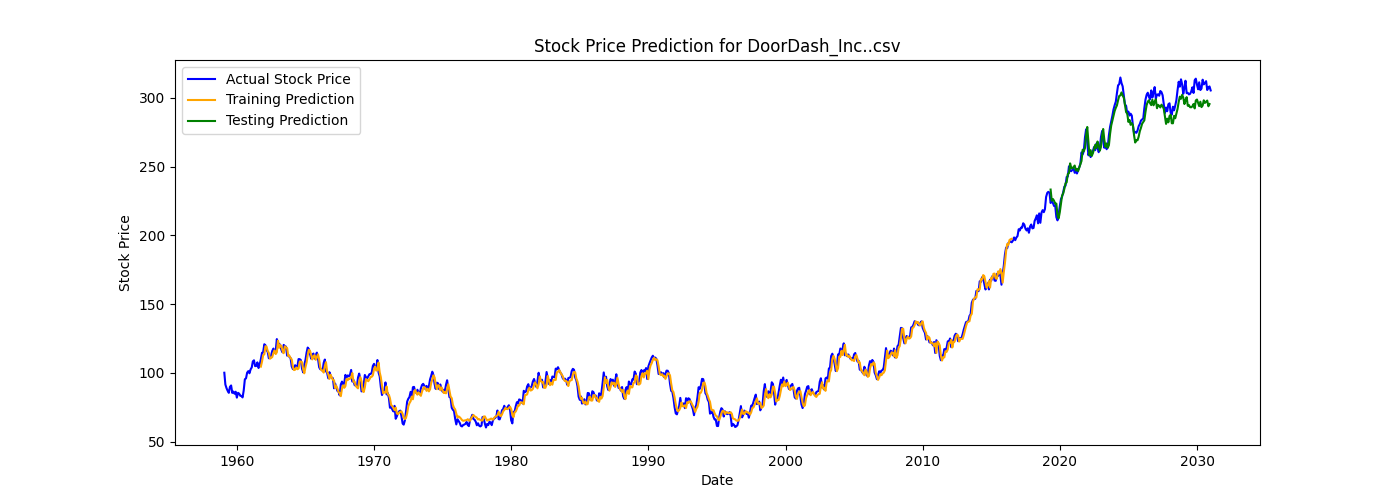 Stock Price Prediction for DoorDash_Inc..csv
Actual Stock Price
Training Prediction
Testing Prediction
Stock Price
300
250
200
150
100
50
1960
1970
1980
1990
2000
2010
2020
2030
Date